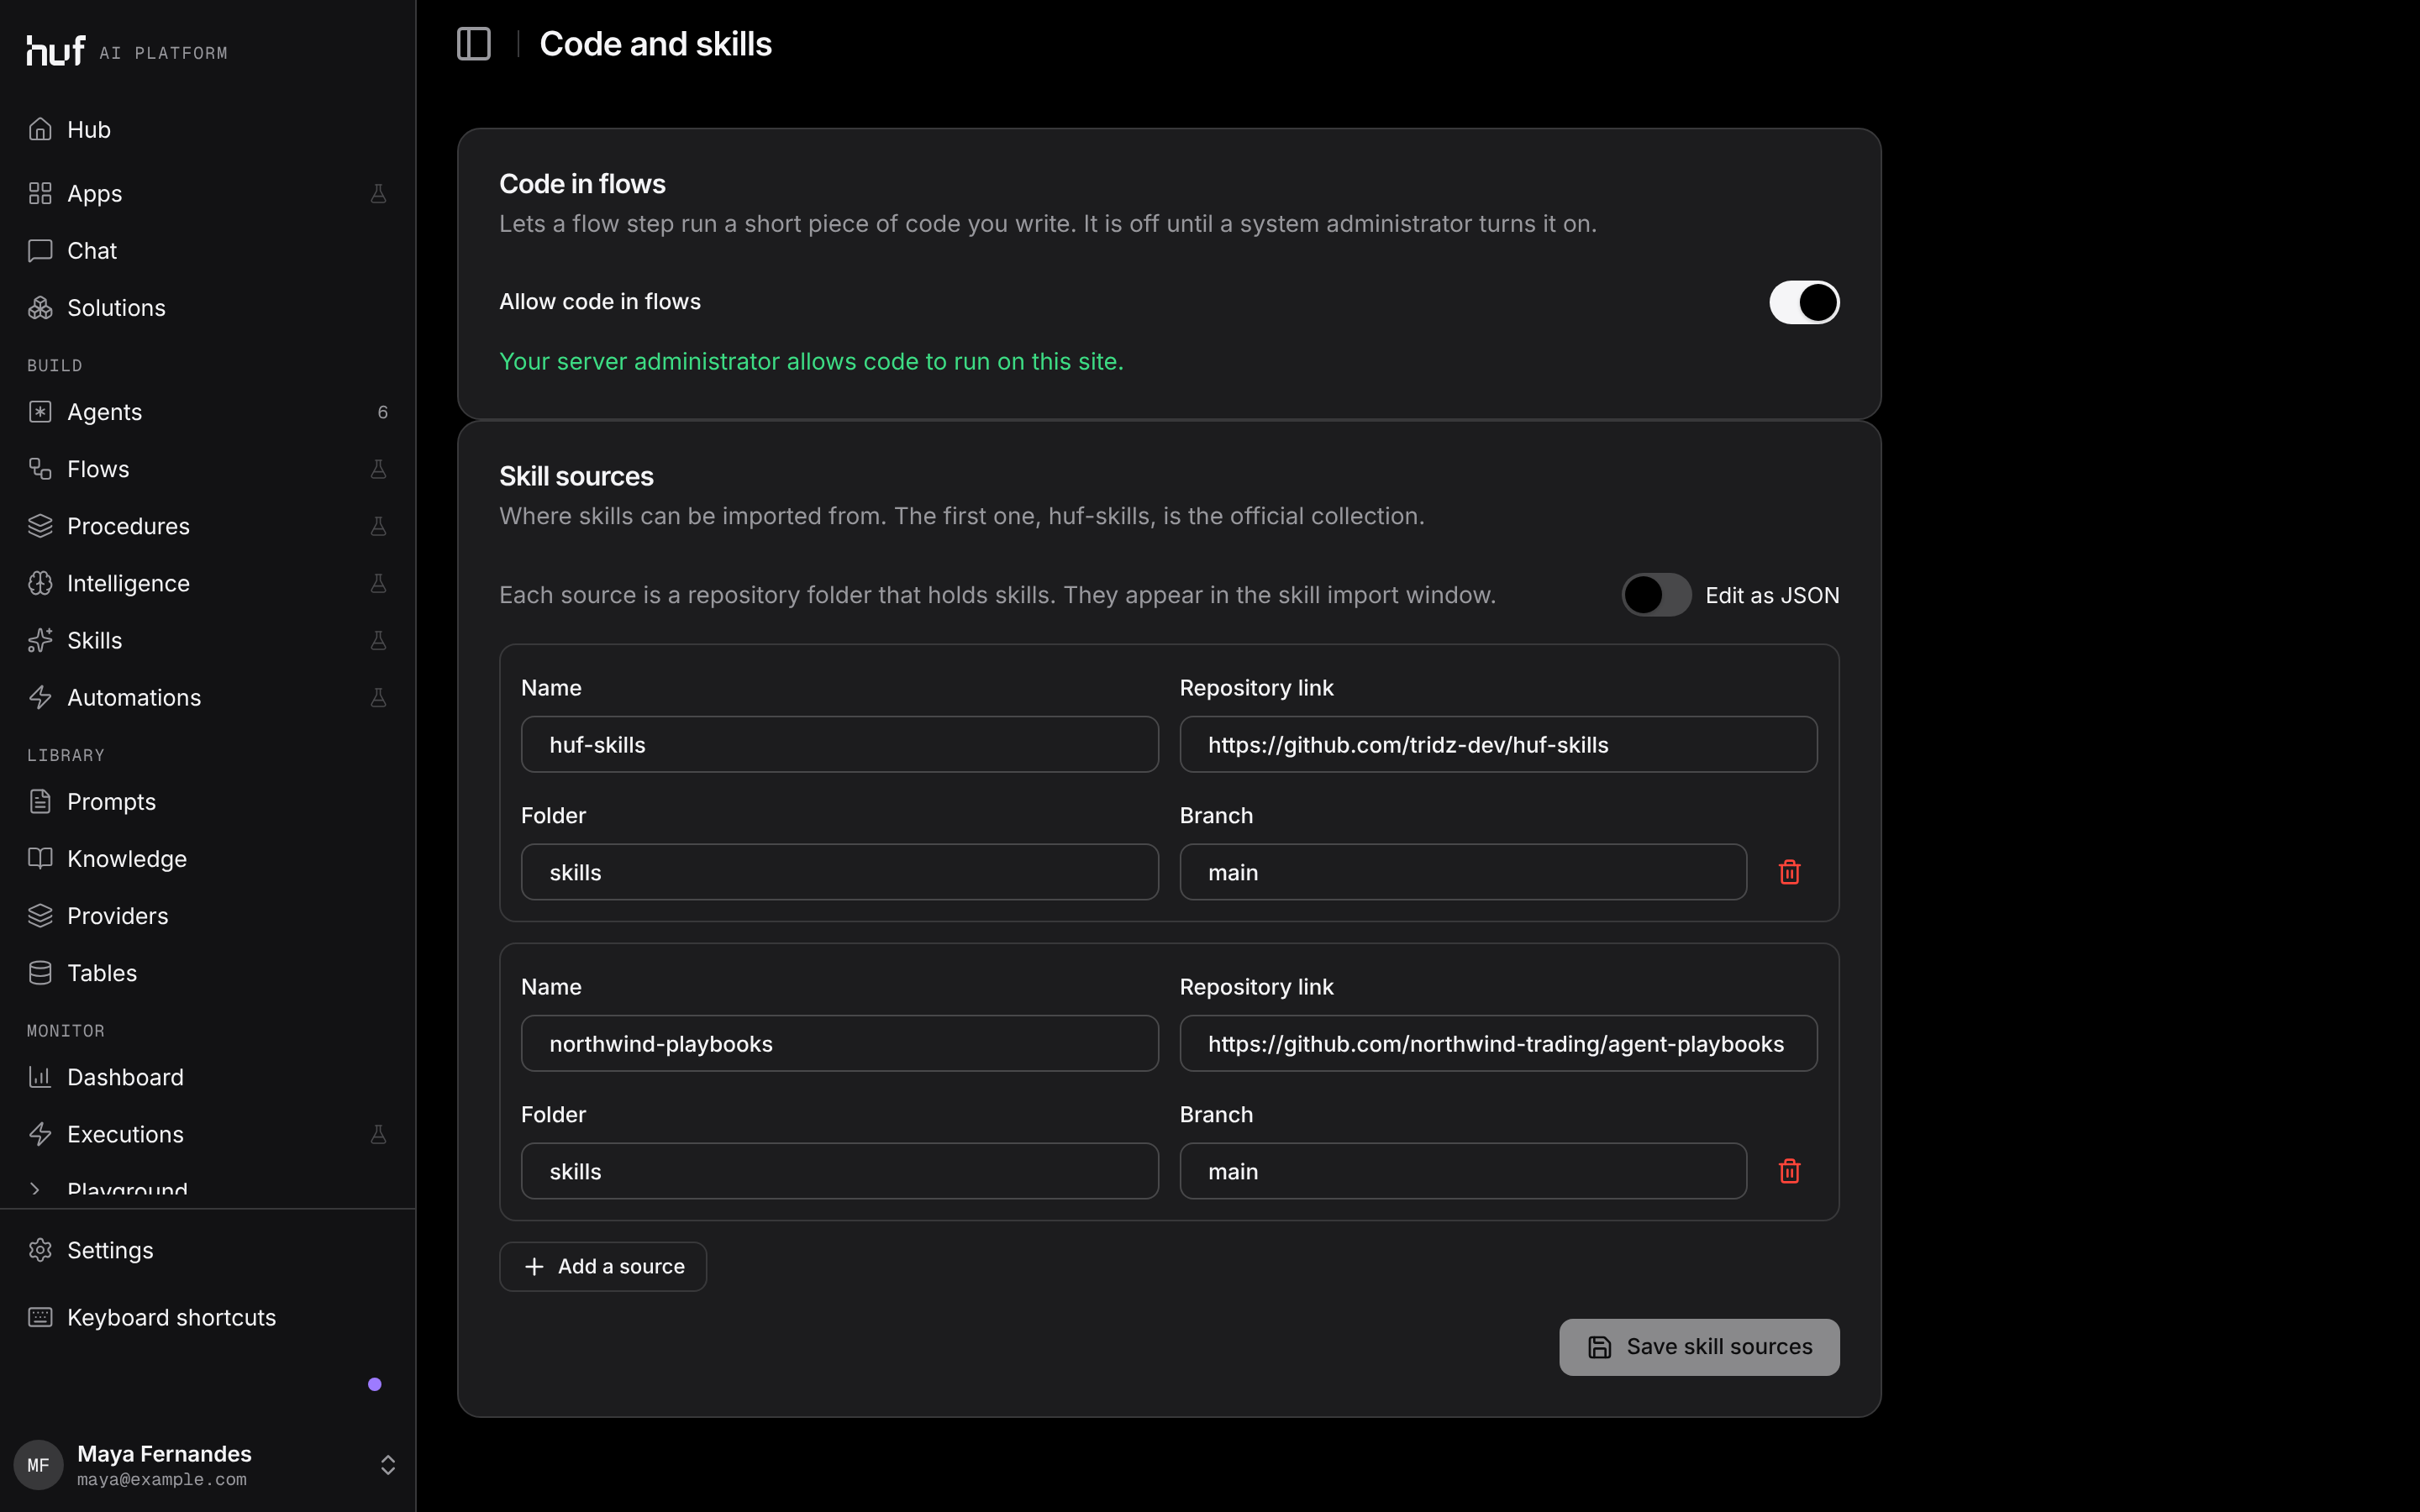 huf AI PLATFORM
Hub
Apps
Chat
Solutions
BUILD
Agents 6
Flows
Procedures
Intelligence
Skills
Automations
LIBRARY
Prompts
Knowledge
Providers
Tables
MONITOR
Dashboard
Executions
Playground
Settings
Keyboard shortcuts
MF
Maya Fernandes
maya@example.com
Code and skills
Code in flows
Lets a flow step run a short piece of code you write. It is off until a system administrator turns it on.
Allow code in flows
Your server administrator allows code to run on this site.
Skill sources
Where skills can be imported from. The first one, huf-skills, is the official collection.
Each source is a repository folder that holds skills. They appear in the skill import window.
Edit as JSON
Name Repository link
huf-skills https://github.com/tridz-dev/huf-skills
Folder Branch
skills main
Name Repository link
northwind-playbooks https://github.com/northwind-trading/agent-playbooks
Folder Branch
skills main
Add a source
Save skill sources